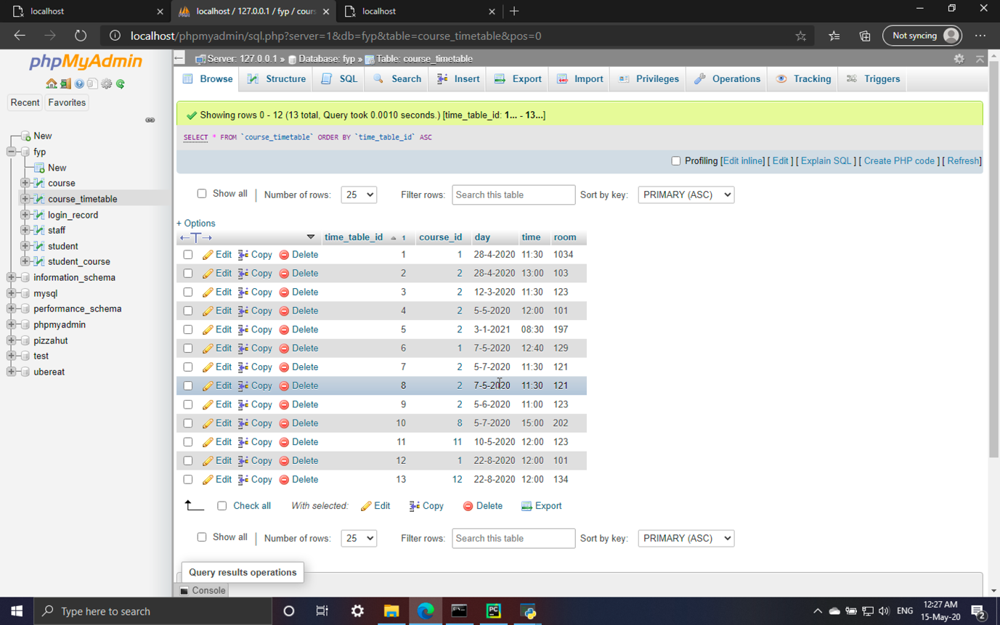 localhost
localhost / 127.0.0.1 / fyp / cours
localhost
localhost/phpmyadmin/sql.php?server=1&db=fyp&table=course_timetable&pos=0
Not syncing
phpMyAdmin
Recent Favorites
New
fyp
New
course
course_timetable
login_record
staff
student
student_course
information_schema
mysql
performance_schema
phpmyadmin
pizzahut
test
ubereat
Server: 127.0.0.1 » Database: fyp » Table: course_timetable
Browse Structure SQL Search Insert Export Import Privileges Operations Tracking Triggers
Showing rows 0 - 12 (13 total, Query took 0.0010 seconds.) [time_table_id: 1... - 13...]
SELECT * FROM `course_timetable` ORDER BY `time_table_id` ASC
Profiling [Edit inline] [ Edit ] [ Explain SQL ] [ Create PHP code ] [ Refresh]
Show all | Number of rows: 25 Filter rows: Search this table Sort by key: PRIMARY (ASC)
+ Options
←T→ time_table_id 1 course_id day time room
Edit Copy Delete 1 1 28-4-2020 11:30 1034
Edit Copy Delete 2 2 28-4-2020 13:00 103
Edit Copy Delete 3 2 12-3-2020 11:30 123
Edit Copy Delete 4 2 5-5-2020 12:00 101
Edit Copy Delete 5 2 3-1-2021 08:30 197
Edit Copy Delete 6 1 7-5-2020 12:40 129
Edit Copy Delete 7 2 5-7-2020 11:30 121
Edit Copy Delete 8 2 7-5-2020 11:30 121
Edit Copy Delete 9 2 5-6-2020 11:00 123
Edit Copy Delete 10 8 5-7-2020 15:00 202
Edit Copy Delete 11 11 10-5-2020 12:00 123
Edit Copy Delete 12 1 22-8-2020 12:00 101
Edit Copy Delete 13 12 22-8-2020 12:00 134
Check all With selected: Edit Copy Delete Export
Show all | Number of rows: 25 Filter rows: Search this table Sort by key: PRIMARY (ASC)
Query results operations
Console
Type here to search
ENG
12:27 AM
15-May-20
2